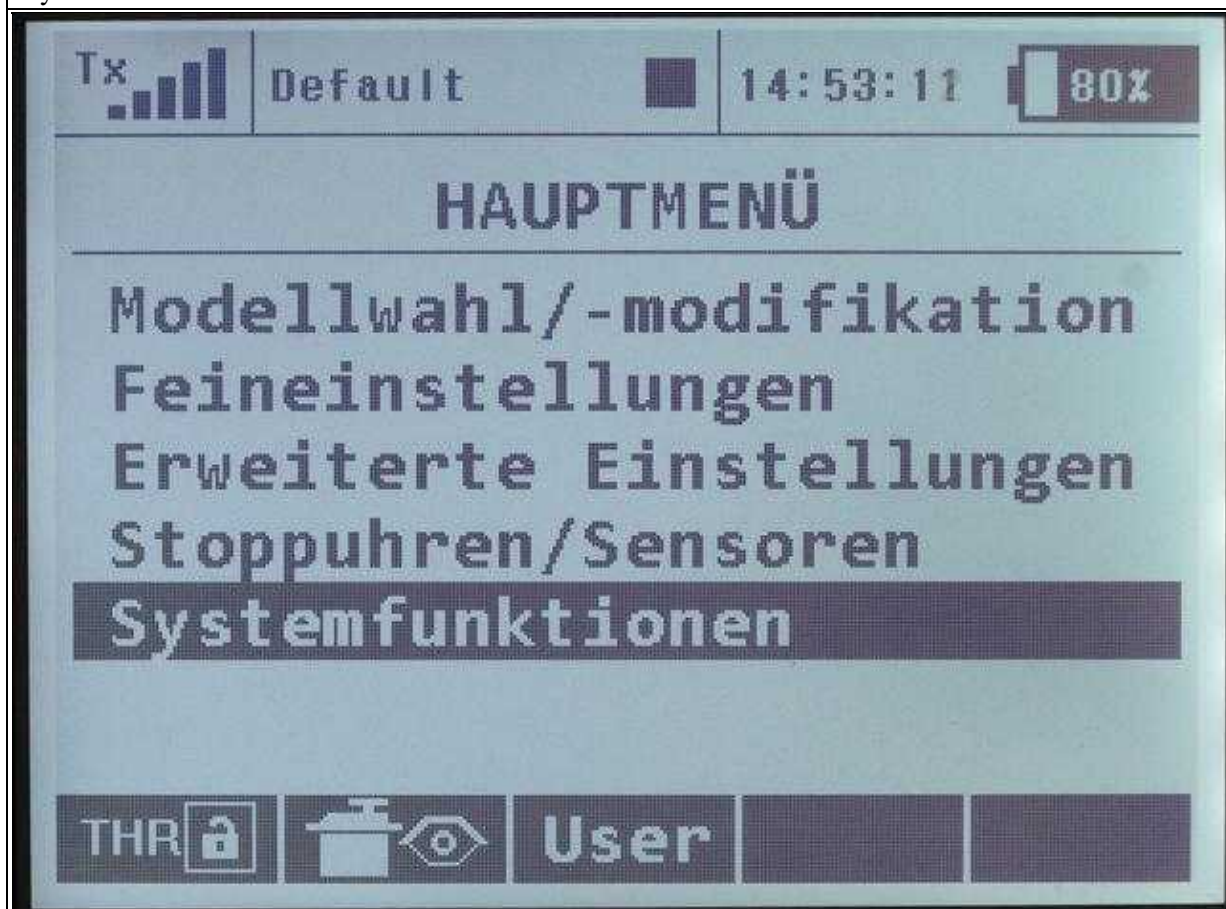 Tx Default 14:53:11 80%
HAUPTMENÜ
Modellwahl/-modifikation
Feineinstellungen
Erweiterte Einstellungen
Stoppuhren/Sensoren
Systemfunktionen
THR User